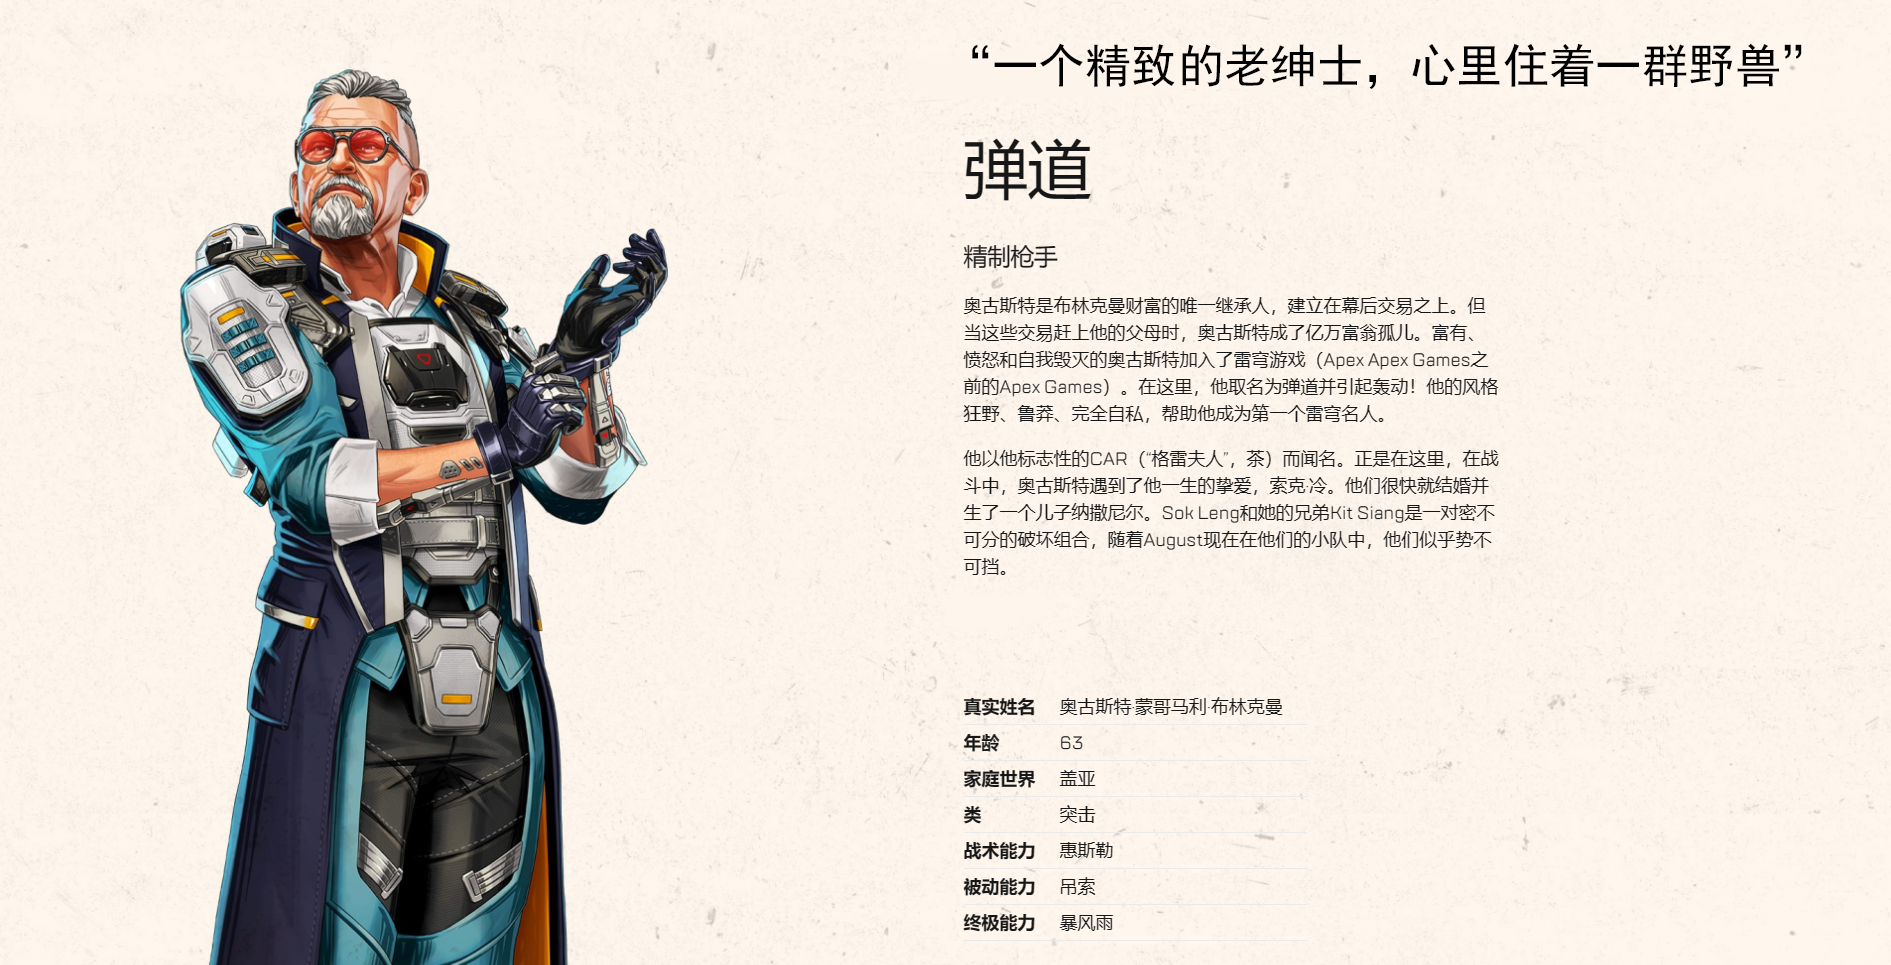 “一个精致的老绅士，心里住着一群野兽”
弹道
精制枪手
奥古斯特是布林克曼财富的唯一继承人，建立在幕后交易之上。但
当这些交易赶上他的父母时，奥古斯特成了亿万富翁孤儿。富有、
愤怒和自我毁灭的奥古斯特加入了雷穹游戏（Apex Apex Games之
前的Apex Games）。在这里，他取名为弹道并引起轰动！他的风格
狂野、鲁莽、完全自私，帮助他成为第一个雷穹名人。
他以他标志性的CAR（“格雷夫人”，茶）而闻名。正是在这里，在战
斗中，奥古斯特遇到了他一生的挚爱，索克·冷。他们很快就结婚并
生了一个儿子纳撒尼尔。Sok Leng和她的兄弟Kit Siang是一对密不
可分的破坏组合，随着August现在在他们的小队中，他们似乎势不
可挡。
真实姓名 奥古斯特·蒙哥马利·布林克曼
年龄 63
家庭世界 盖亚
类 突击
战术能力 惠斯勒
被动能力 吊索
终极能力 暴风雨